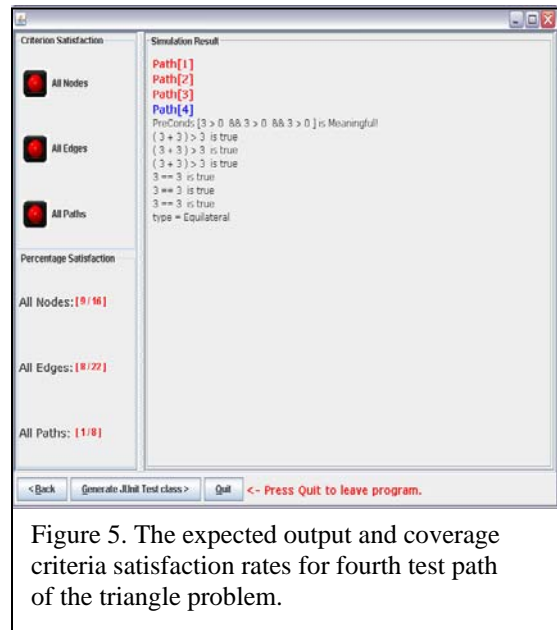 Criterion Satisfaction
All Nodes
All Edges
All Paths
Percentage Satisfaction
All Nodes: [9/16]
All Edges: [8/22]
All Paths: [1/8]
Simulation Result
Path[1]
Path[2]
Path[3]
Path[4]
PreConds [3 > 0 && 3 > 0 && 3 > 0 ] is Meaningful!
( 3 + 3 ) > 3 is true
( 3 + 3 ) > 3 is true
( 3 + 3 ) > 3 is true
3 == 3 is true
3 == 3 is true
3 == 3 is true
type = Equilateral
< Back
Generate JUnit Test class >
Quit
<- Press Quit to leave program.
Figure 5. The expected output and coverage
criteria satisfaction rates for fourth test path
of the triangle problem.